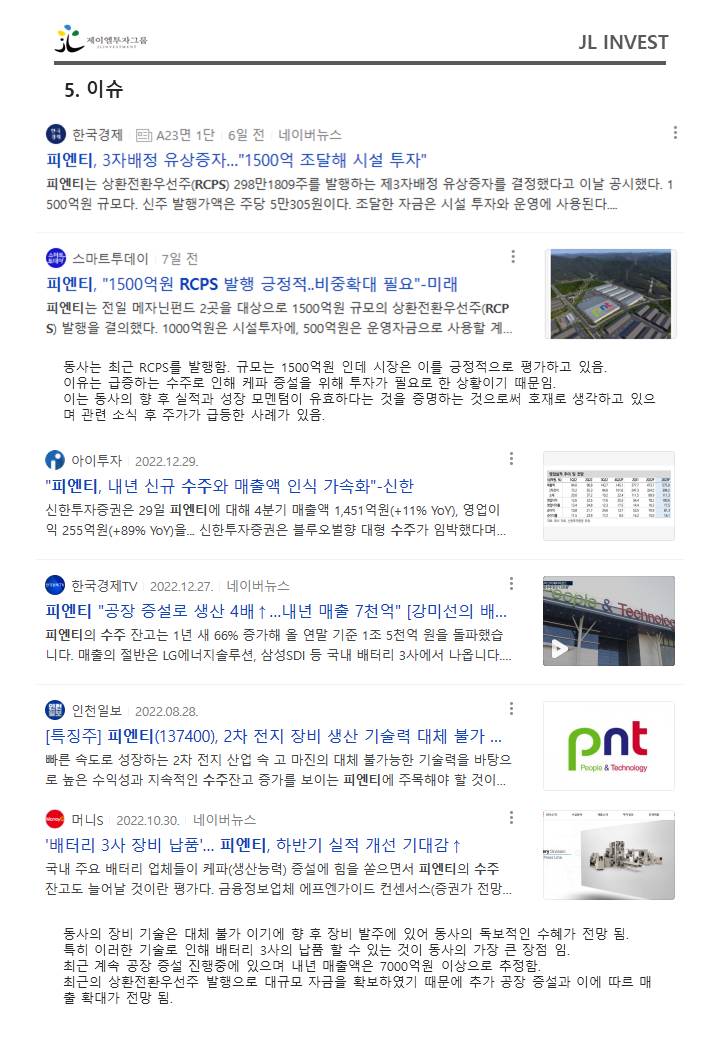 제이엘투자그룹
JLINVESTMENT
JL INVEST
5. 이슈
한국경제 A23면 1단 6일 전 네이버뉴스
피엔티, 3자배정 유상증자..."1500억 조달해 시설 투자"
피엔티는 상환전환우선주(RCPS) 298만1809주를 발행하는 제3자배정 유상증자를 결정했다고 이날 공시했다. 1
500억원 규모다. 신주 발행가액은 주당 5만305원이다. 조달한 자금은 시설 투자와 운영에 사용된다....
스마트투데이 7일 전
피엔티, "1500억원 RCPS 발행 긍정적..비중확대 필요"-미래
피엔티는 전일 메자닌펀드 2곳을 대상으로 1500억원 규모의 상환전환우선주(RCP
S) 발행을 결의했다. 1000억원은 시설투자에, 500억원은 운영자금으로 사용할 계...
pnt
동사는 최근 RCPS를 발행함. 규모는 1500억원 인데 시장은 이를 긍정적으로 평가하고 있음.
이유는 급증하는 수주로 인해 케파 증설을 위해 투자가 필요로 한 상황이기 때문임.
이는 동사의 향 후 실적과 성장 모멘텀이 유효하다는 것을 증명하는 것으로써 호재로 생각하고 있으
며 관련 소식 후 주가가 급등한 사례가 있음.
아이투자 2022.12.29.
"피엔티, 내년 신규 수주와 매출액 인식 가속화"-신한
신한투자증권은 29일 피엔티에 대해 4분기 매출액 1,451억원(+11% YoY), 영업이
익 255억원(+89% YoY)을... 신한투자증권은 블루오벌향 대형 수주가 임박했다며...
한국경제TV 2022.12.27. 네이버뉴스
피엔티 "공장 증설로 생산 4배↑...내년 매출 7천억" [강미선의 배...
피엔티의 수주 잔고는 1년 새 66% 증가해 올 연말 기준 1조 5천억 원을 돌파했습
니다. 매출의 절반은 LG에너지솔루션, 삼성SDI 등 국내 배터리 3사에서 나옵니다....
People & Technology
인천일보 2022.08.28.
[특징주] 피엔티(137400), 2차 전지 장비 생산 기술력 대체 불가 ...
빠른 속도로 성장하는 2차 전지 산업 속 고 마진의 대체 불가능한 기술력을 바탕으
로 높은 수익성과 지속적인 수주잔고 증가를 보이는 피엔티에 주목해야 할 것이...
pnt
People & Technology
머니S 2022.10.30. 네이버뉴스
'배터리 3사 장비 납품'... 피엔티, 하반기 실적 개선 기대감↑
국내 주요 배터리 업체들이 케파(생산능력) 증설에 힘을 쏟으면서 피엔티의 수주
잔고도 늘어날 것이란 평가다. 금융정보업체 에프엔가이드 컨센서스(증권가 전망...
동사의 장비 기술은 대체 불가 이기에 향 후 장비 발주에 있어 동사의 독보적인 수혜가 전망 됨.
특히 이러한 기술로 인해 배터리 3사의 납품 할 수 있는 것이 동사의 가장 큰 장점 임.
최근 계속 공장 증설 진행중에 있으며 내년 매출액은 7000억원 이상으로 추정함.
최근의 상환전환우선주 발행으로 대규모 자금을 확보하였기 때문에 추가 공장 증설과 이에 따르 매
출 확대가 전망 됨.